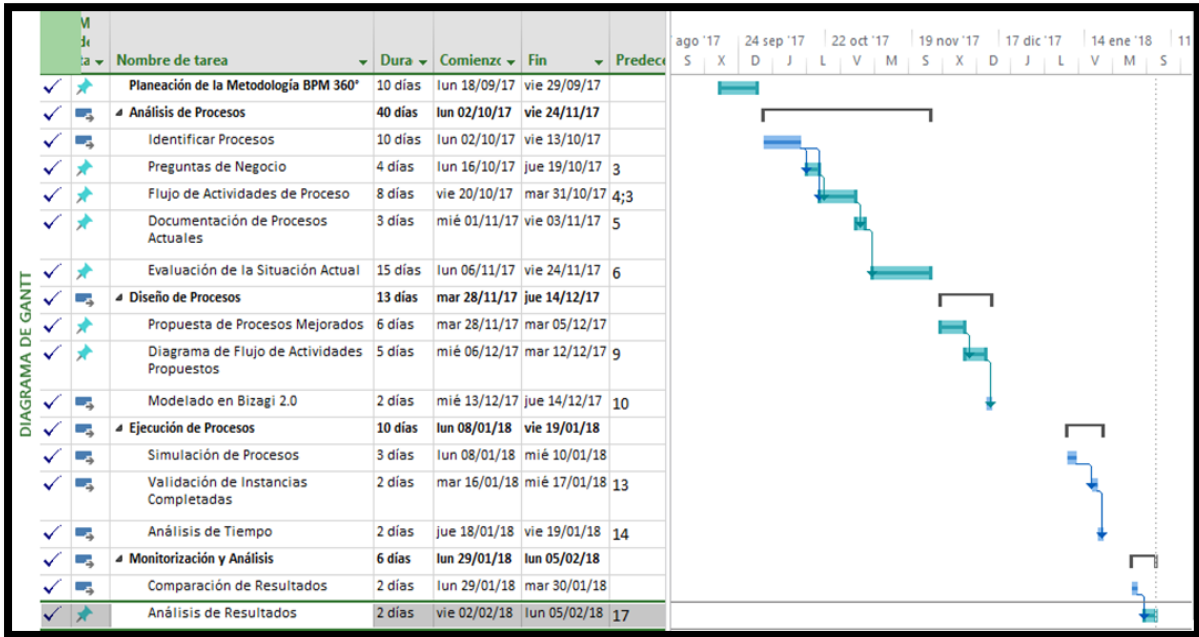 DIAGRAMA DE GANTT
M
de
ta Nombre de tarea Dura Comienzc Fin Predece
ago '17 24 sep '17 22 oct '17 19 nov '17 17 dic '17 14 ene '18 11
S X D J L V M S X D J L V M S
Planeación de la Metodología BPM 360° 10 días lun 18/09/17 vie 29/09/17
Análisis de Procesos 40 días lun 02/10/17 vie 24/11/17
Identificar Procesos 10 días lun 02/10/17 vie 13/10/17
Preguntas de Negocio 4 días lun 16/10/17 jue 19/10/17 3
Flujo de Actividades de Proceso 8 días vie 20/10/17 mar 31/10/17 4;3
Documentación de Procesos 3 días mié 01/11/17 vie 03/11/17 5
Actuales
Evaluación de la Situación Actual 15 días lun 06/11/17 vie 24/11/17 6
Diseño de Procesos 13 días mar 28/11/17 jue 14/12/17
Propuesta de Procesos Mejorados 6 días mar 28/11/17 mar 05/12/17
Diagrama de Flujo de Actividades 5 días mié 06/12/17 mar 12/12/17 9
Propuestos
Modelado en Bizagi 2.0 2 días mié 13/12/17 jue 14/12/17 10
Ejecución de Procesos 10 días lun 08/01/18 vie 19/01/18
Simulación de Procesos 3 días lun 08/01/18 mié 10/01/18
Validación de Instancias 2 días mar 16/01/18 mié 17/01/18 13
Completadas
Análisis de Tiempo 2 días jue 18/01/18 vie 19/01/18 14
Monitorización y Análisis 6 días lun 29/01/18 lun 05/02/18
Comparación de Resultados 2 días lun 29/01/18 mar 30/01/18
Análisis de Resultados 2 días vie 02/02/18 lun 05/02/18 17